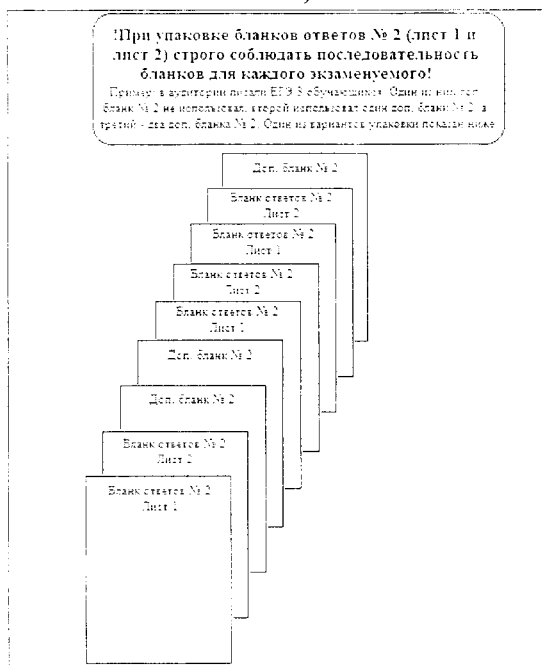 !При упаковке бланков ответов № 2 (лист 1 и
лист 2) строго соблюдать последовательность
бланков для каждого экзаменуемого!
Пример: в аудитории писали ЕГЭ 3 обучающихся. Один из них доп.
бланк № 2 не использовал, второй использовал один доп. бланк № 2, а
третий - два доп. бланка № 2. Один из вариантов упаковки показан ниже
Доп. бланк № 2
Бланк ответов № 2
Лист 2
Бланк ответов № 2
Лист 1
Бланк ответов № 2
Лист 2
Бланк ответов № 2
Лист 1
Доп. бланк № 2
Доп. бланк № 2
Бланк ответов № 2
Лист 2
Бланк ответов № 2
Лист 1